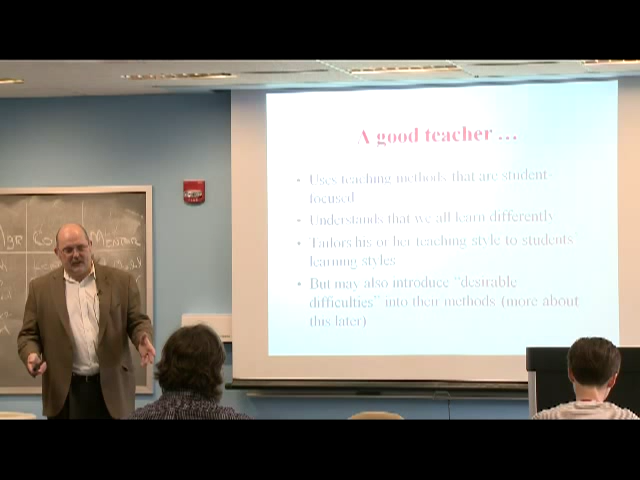 A good teacher ...
• Uses teaching methods that are student-
focused
• Understands that we all learn differently
• Tailors his or her teaching style to students'
learning styles
• But may also introduce "desirable
difficulties" into their methods (more about
this later)